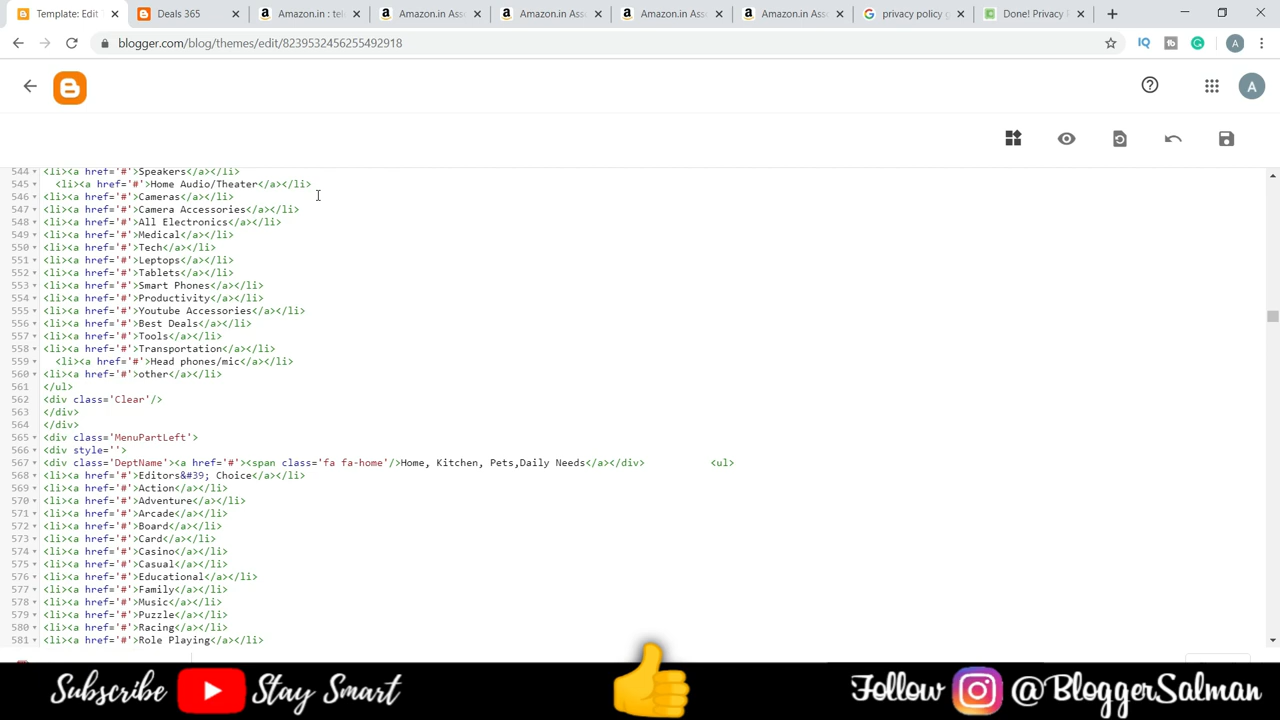 Template: Edit T
Deals 365
Amazon.in : tel
Amazon.in Ass
Amazon.in Ass
Amazon.in Ass
Amazon.in Ass
privacy policy g
Done! Privacy P
blogger.com/blog/themes/edit/8239532456255492918
544 <li><a href='#'>Speakers</a></li>
545 <li><a href='#'>Home Audio/Theater</a></li>
546 <li><a href='#'>Cameras</a></li>
547 <li><a href='#'>Camera Accessories</a></li>
548 <li><a href='#'>All Electronics</a></li>
549 <li><a href='#'>Medical</a></li>
550 <li><a href='#'>Tech</a></li>
551 <li><a href='#'>Leptops</a></li>
552 <li><a href='#'>Tablets</a></li>
553 <li><a href='#'>Smart Phones</a></li>
554 <li><a href='#'>Productivity</a></li>
555 <li><a href='#'>Youtube Accessories</a></li>
556 <li><a href='#'>Best Deals</a></li>
557 <li><a href='#'>Tools</a></li>
558 <li><a href='#'>Transportation</a></li>
559 <li><a href='#'>Head phones/mic</a></li>
560 <li><a href='#'>other</a></li>
561 </ul>
562 <div class='Clear'/>
563 </div>
564 </div>
565 <div class='MenuPartLeft'>
566 <div style=''>
567 <div class='DeptName'><a href='#'><span class='fa fa-home'/>Home, Kitchen, Pets,Daily Needs</a></div> <ul>
568 <li><a href='#'>Editors&#39; Choice</a></li>
569 <li><a href='#'>Action</a></li>
570 <li><a href='#'>Adventure</a></li>
571 <li><a href='#'>Arcade</a></li>
572 <li><a href='#'>Board</a></li>
573 <li><a href='#'>Card</a></li>
574 <li><a href='#'>Casino</a></li>
575 <li><a href='#'>Casual</a></li>
576 <li><a href='#'>Educational</a></li>
577 <li><a href='#'>Family</a></li>
578 <li><a href='#'>Music</a></li>
579 <li><a href='#'>Puzzle</a></li>
580 <li><a href='#'>Racing</a></li>
581 <li><a href='#'>Role Playing</a></li>
Subscribe Stay Smart Follow @BloggerSalman